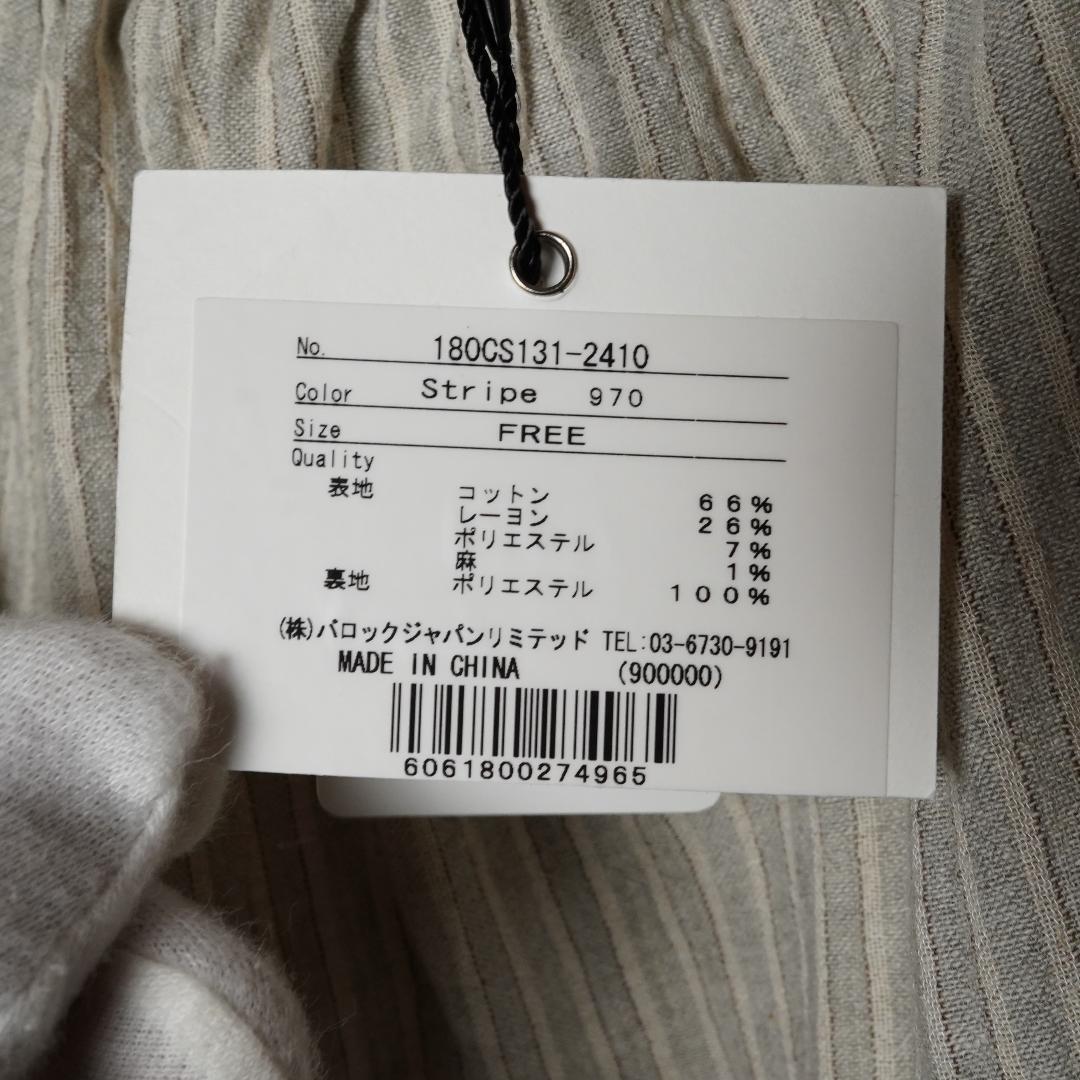 No. 180CS131-2410
Color Stripe 970
Size FREE
Quality
表地 コットン 66%
レーヨン 26%
ポリエステル 7%
麻 1%
裏地 ポリエステル 100%
(株)バロックジャパンリミテッド TEL:03-6730-9191
MADE IN CHINA (900000)
6061800274965